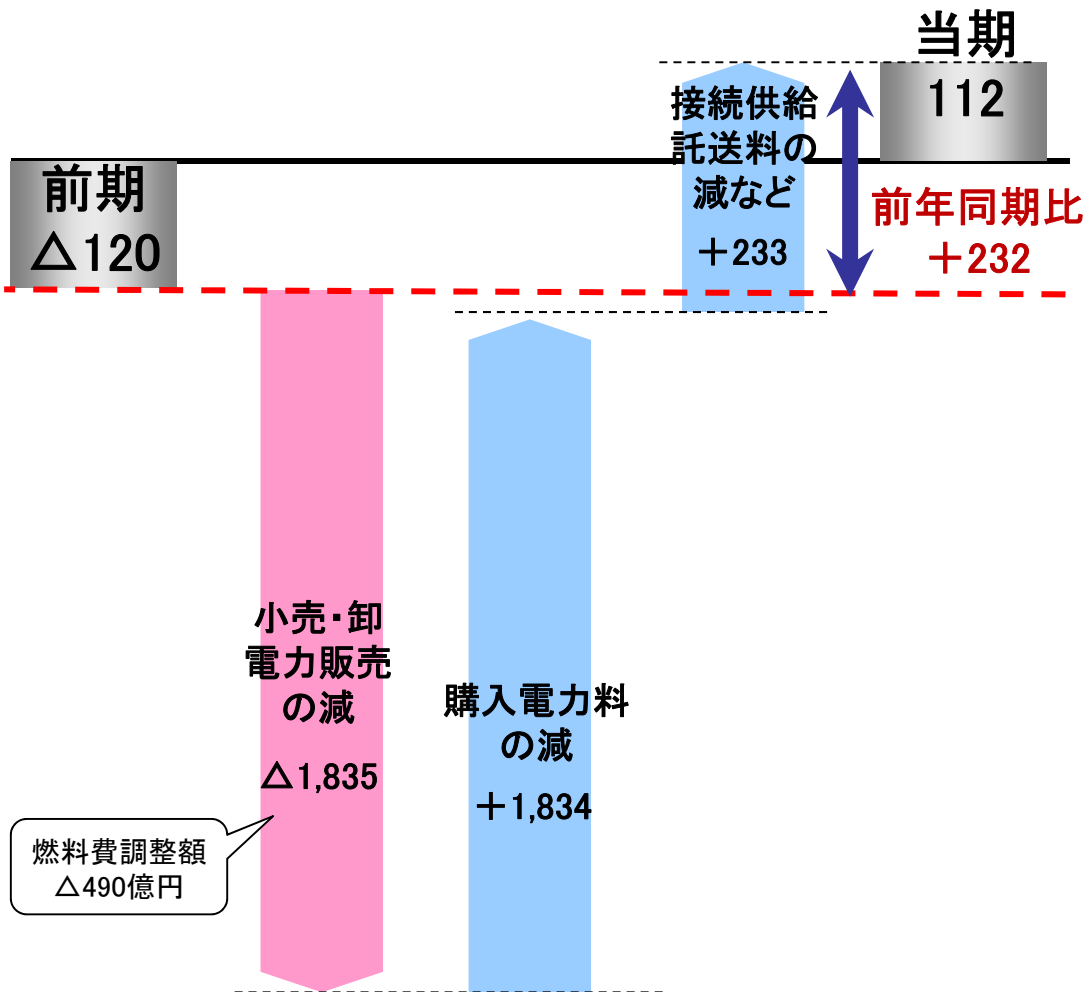 前期
△120
小売・卸
電力販売
の減
△1,835
燃料費調整額
△490億円
購入電力料
の減
＋1,834
接続供給
託送料の
減など
＋233
当期
112
前年同期比
＋232